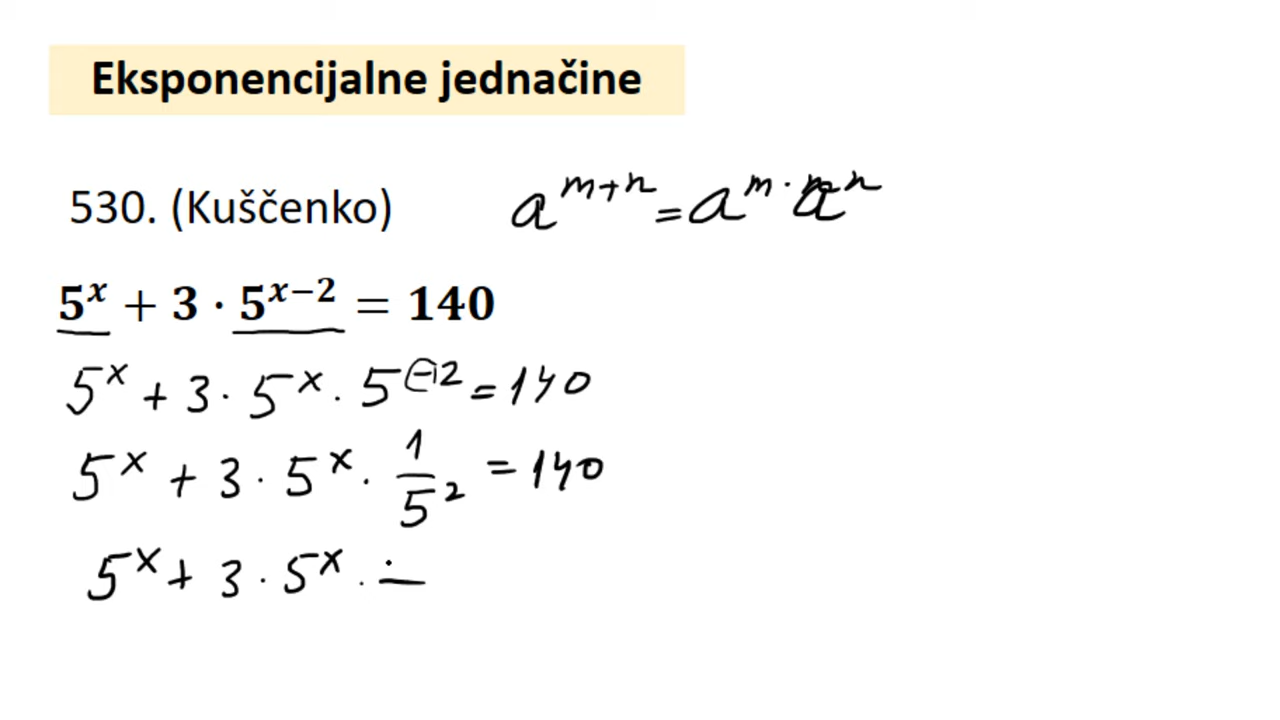 Eksponencijalne jednačine
530. (Kuščenko) a^{m+n} = a^m · a^n
5^x + 3 · 5^{x−2} = 140
5^x + 3 · 5^x · 5^{−2} = 140
5^x + 3 · 5^x · 1/5^2 = 140
5^x + 3 · 5^x ·